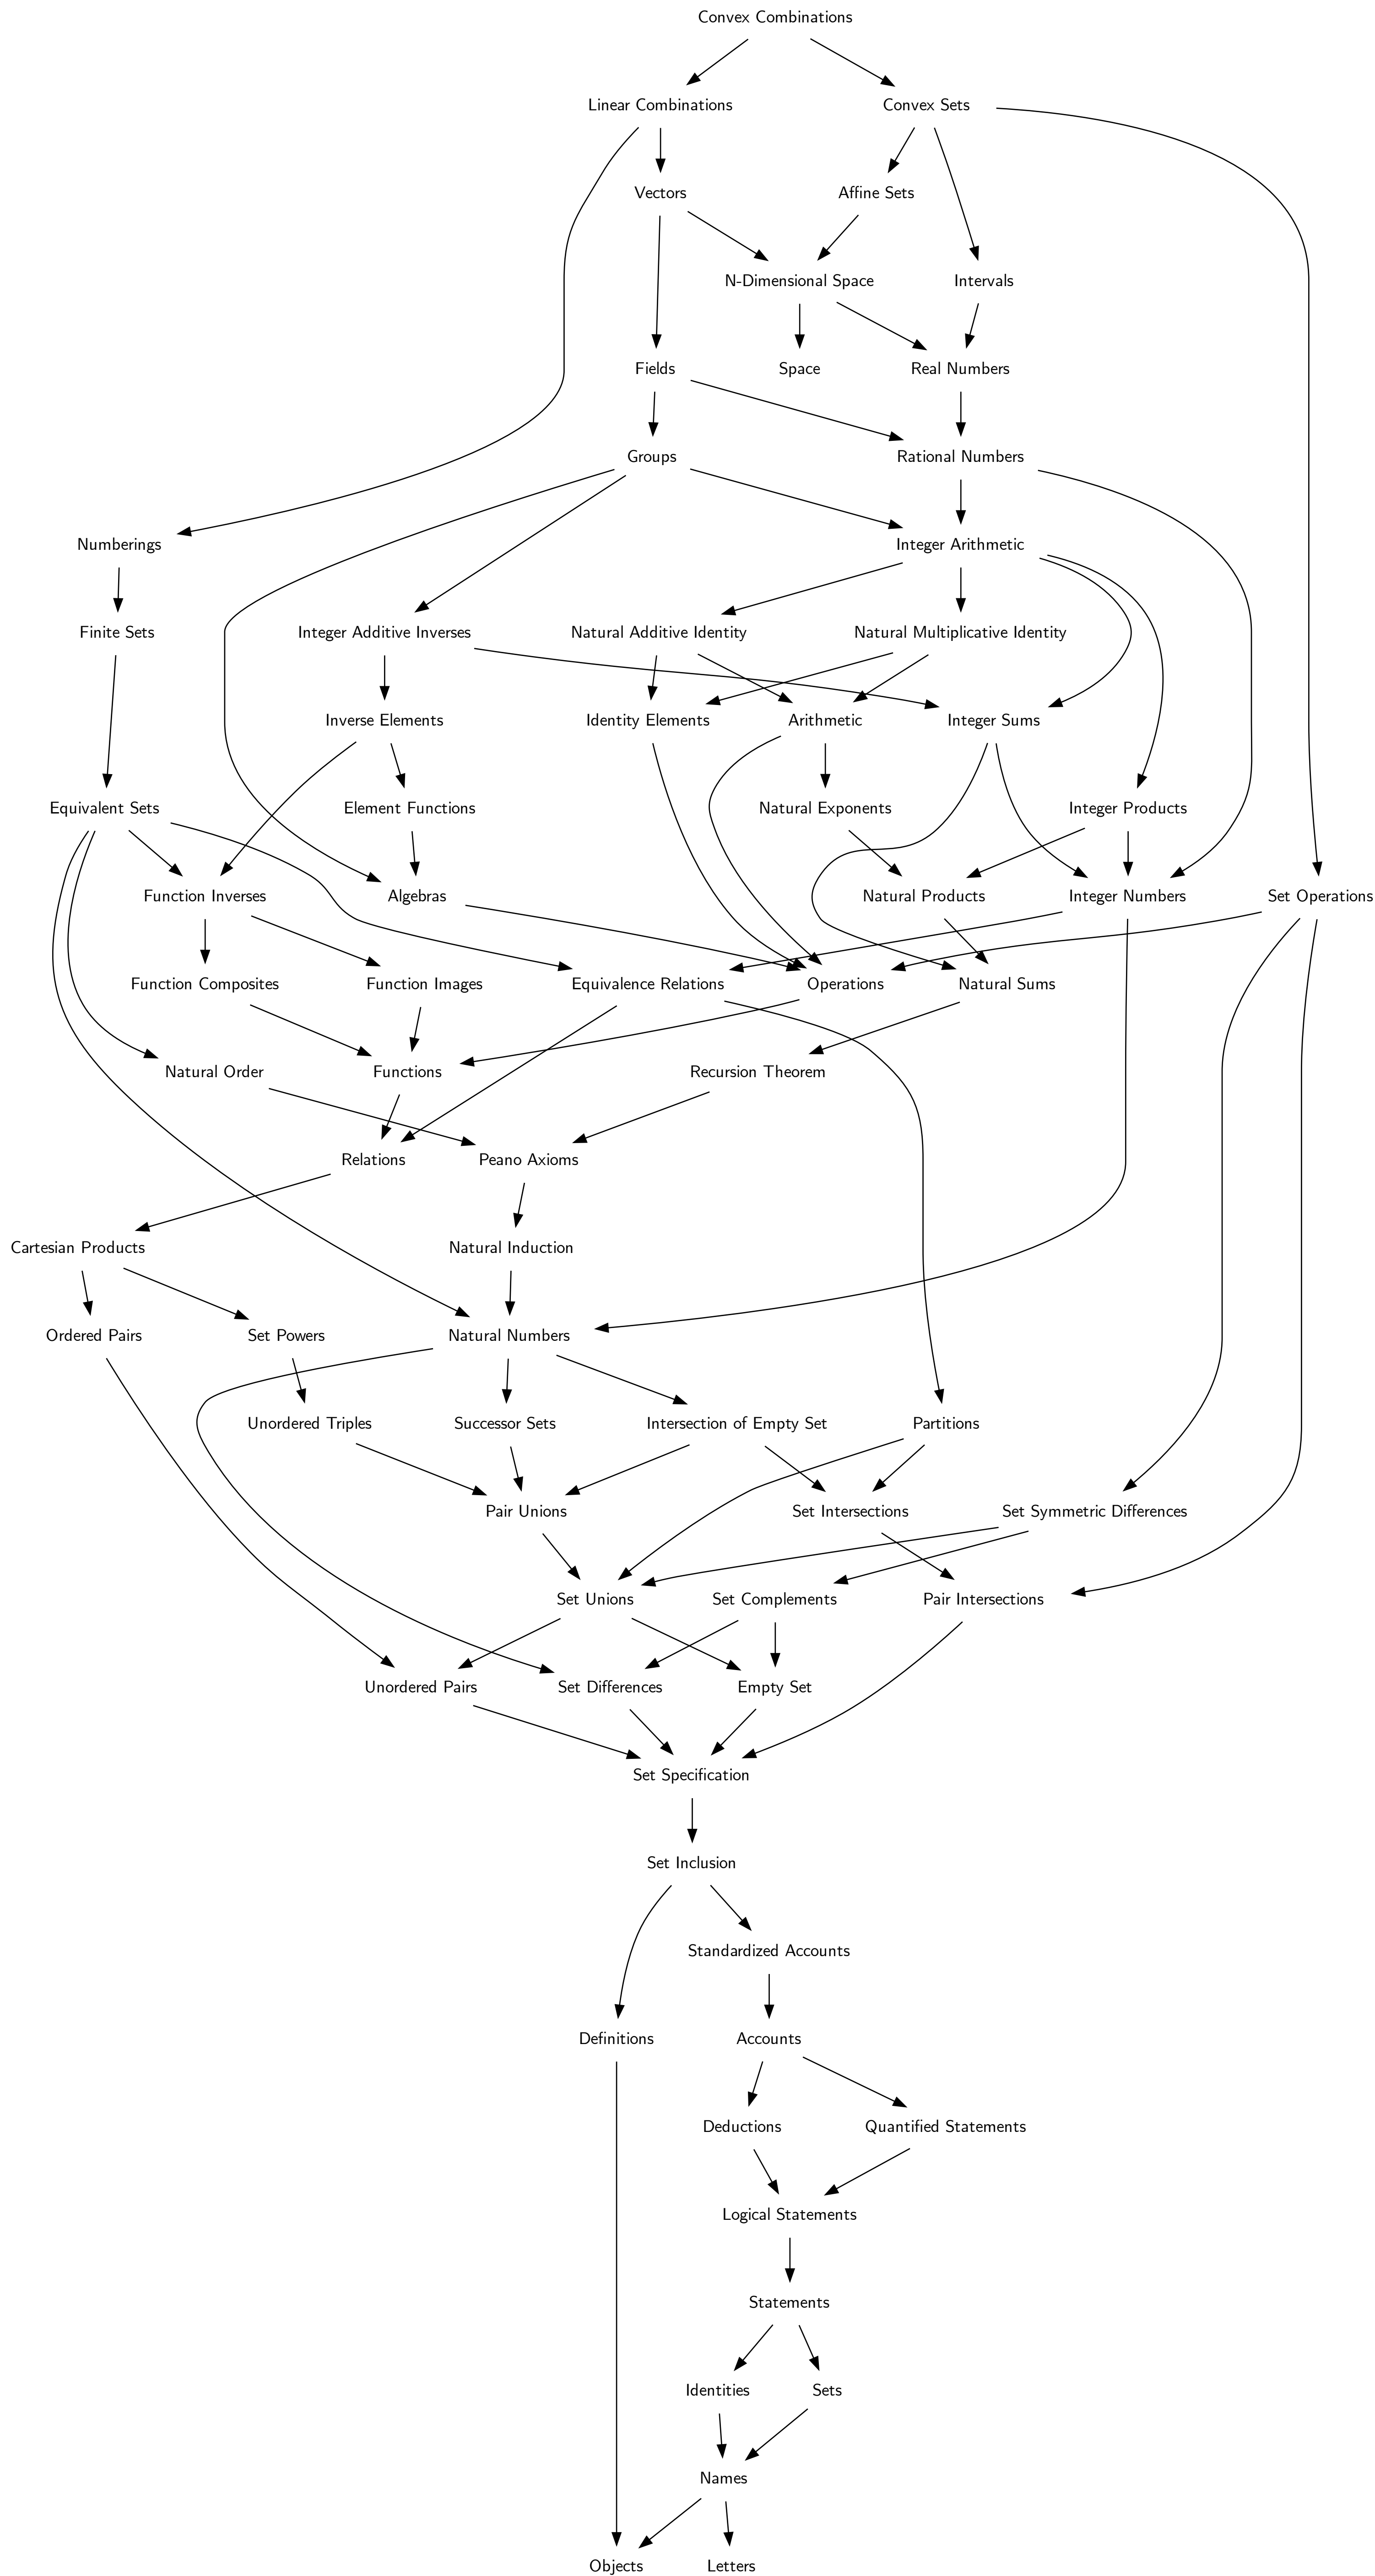 Convex Combinations
Linear Combinations
Convex Sets
Vectors
Affine Sets
N-Dimensional Space
Intervals
Fields
Space
Real Numbers
Groups
Rational Numbers
Numberings
Integer Arithmetic
Finite Sets
Integer Additive Inverses
Natural Additive Identity
Natural Multiplicative Identity
Inverse Elements
Identity Elements
Arithmetic
Integer Sums
Equivalent Sets
Element Functions
Natural Exponents
Integer Products
Function Inverses
Algebras
Natural Products
Integer Numbers
Set Operations
Function Composites
Function Images
Equivalence Relations
Operations
Natural Sums
Natural Order
Functions
Recursion Theorem
Relations
Peano Axioms
Cartesian Products
Natural Induction
Ordered Pairs
Set Powers
Natural Numbers
Unordered Triples
Successor Sets
Intersection of Empty Set
Partitions
Pair Unions
Set Intersections
Set Symmetric Differences
Set Unions
Set Complements
Pair Intersections
Unordered Pairs
Set Differences
Empty Set
Set Specification
Set Inclusion
Standardized Accounts
Definitions
Accounts
Deductions
Quantified Statements
Logical Statements
Statements
Identities
Sets
Names
Objects
Letters